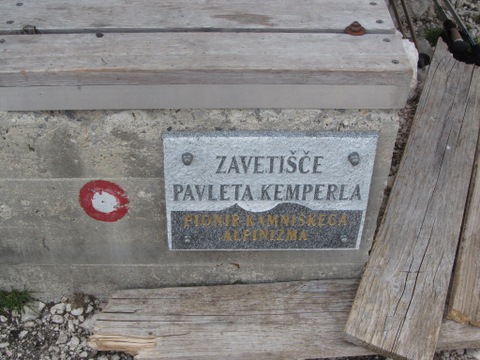 ZAVETIŠČE
PAVLETA KEMPERLA
PIONIR KAMNIŠKEGA
ALPINIZMA